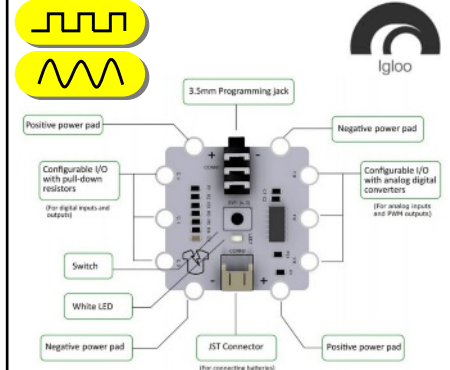 Igloo
3.5mm Programming jack
Positive power pad
Negative power pad
Configurable I/O
with pull-down
resistors
(For digital inputs and
outputs)
Configurable I/O
with analog digital
converters
(For analog inputs
and PWM outputs)
+
-
Switch
White LED
-
+
Negative power pad
JST Connector
(For connecting batteries)
Positive power pad